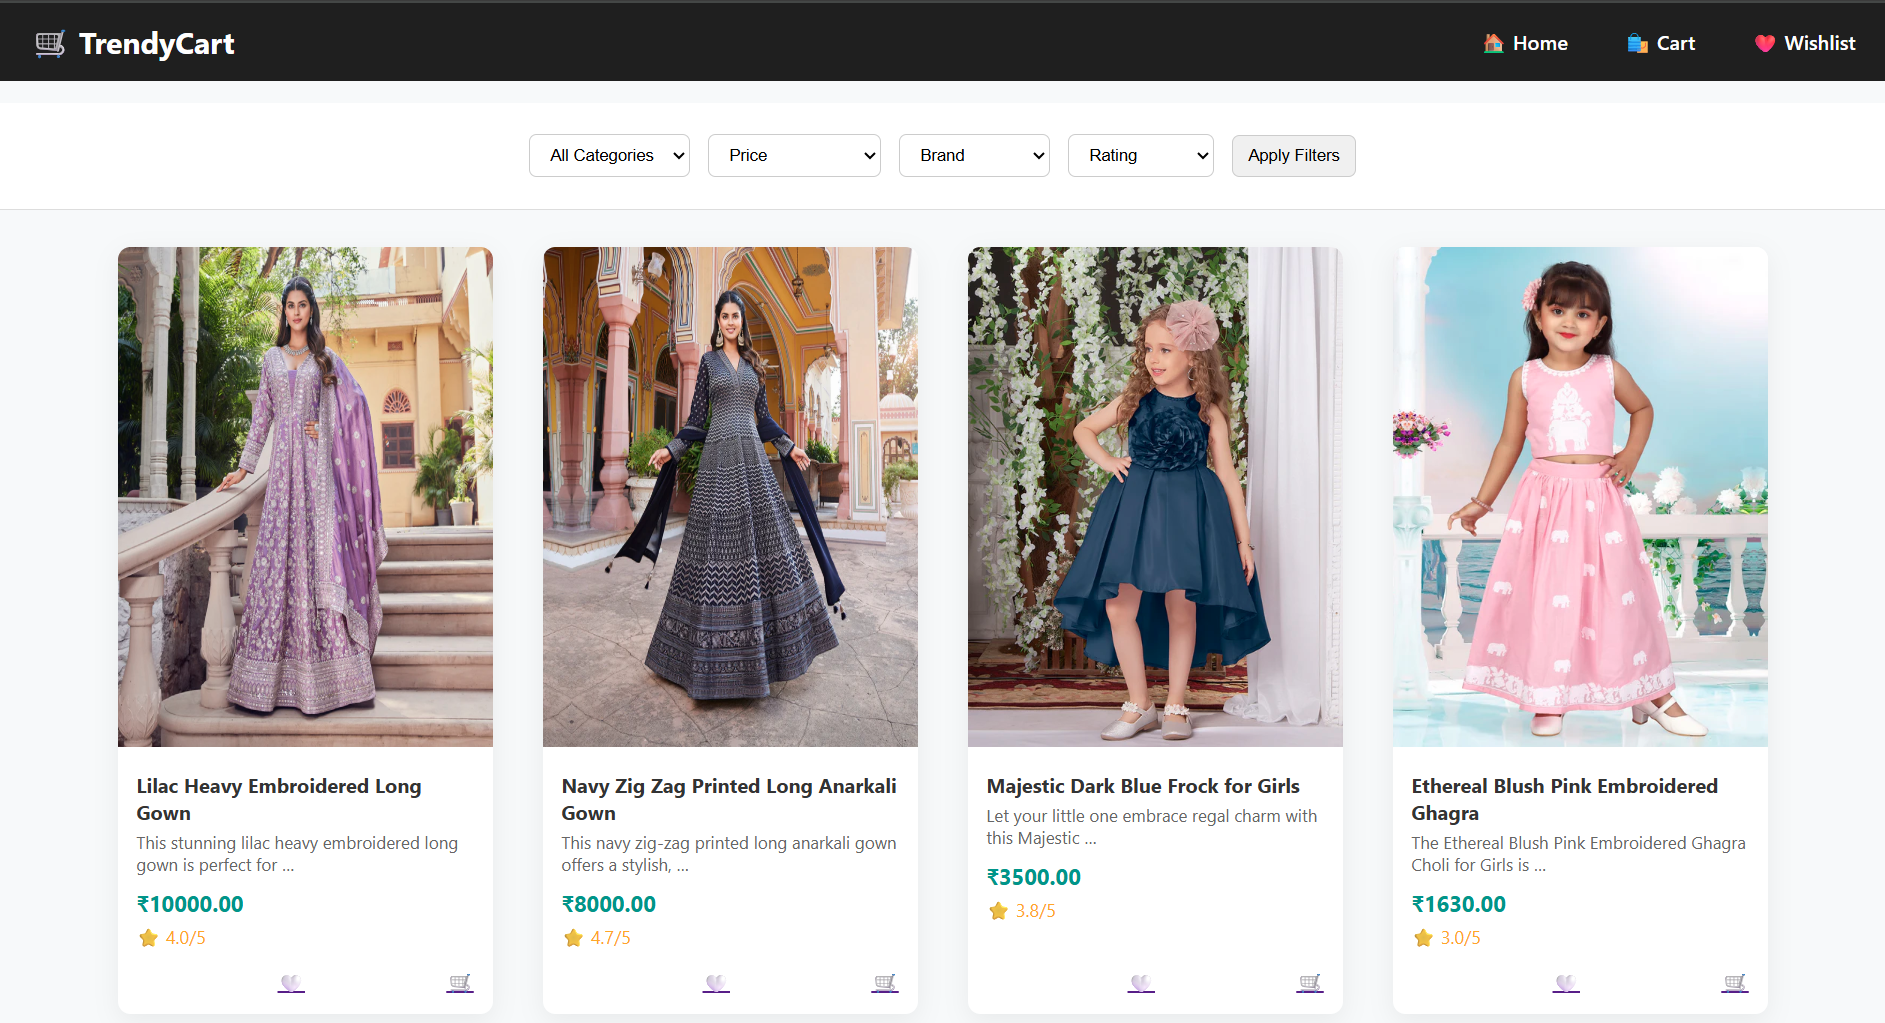 TrendyCart
Home
Cart
Wishlist
All Categories
Price
Brand
Rating
Apply Filters
Lilac Heavy Embroidered Long
Gown
This stunning lilac heavy embroidered long
gown is perfect for ...
₹10000.00
4.0/5
Navy Zig Zag Printed Long Anarkali
Gown
This navy zig-zag printed long anarkali gown
offers a stylish, ...
₹8000.00
4.7/5
Majestic Dark Blue Frock for Girls
Let your little one embrace regal charm with
this Majestic ...
₹3500.00
3.8/5
Ethereal Blush Pink Embroidered
Ghagra
The Ethereal Blush Pink Embroidered Ghagra
Choli for Girls is ...
₹1630.00
3.0/5